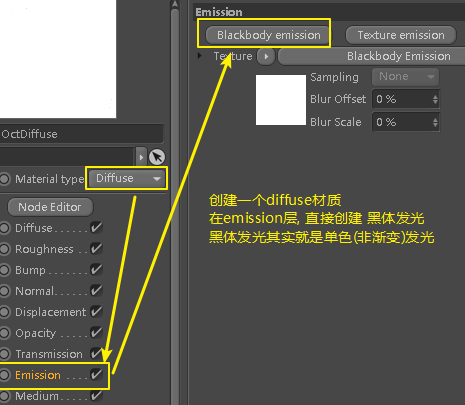 Emission
Blackbody emission
Texture emission
Texture
Blackbody Emission
Sampling
None
Blur Offset
0 %
Blur Scale
0 %
OctDiffuse
Material type
Diffuse
Node Editor
Diffuse . . . . .
Roughness . .
Bump . . . . . .
Normal. . . . .
Displacement
Opacity . . . . .
Transmission
Emission . . . .
Medium. . . . .
创建一个diffuse材质
在emission层, 直接创建 黑体发光
黑体发光其实就是单色(非渐变)发光